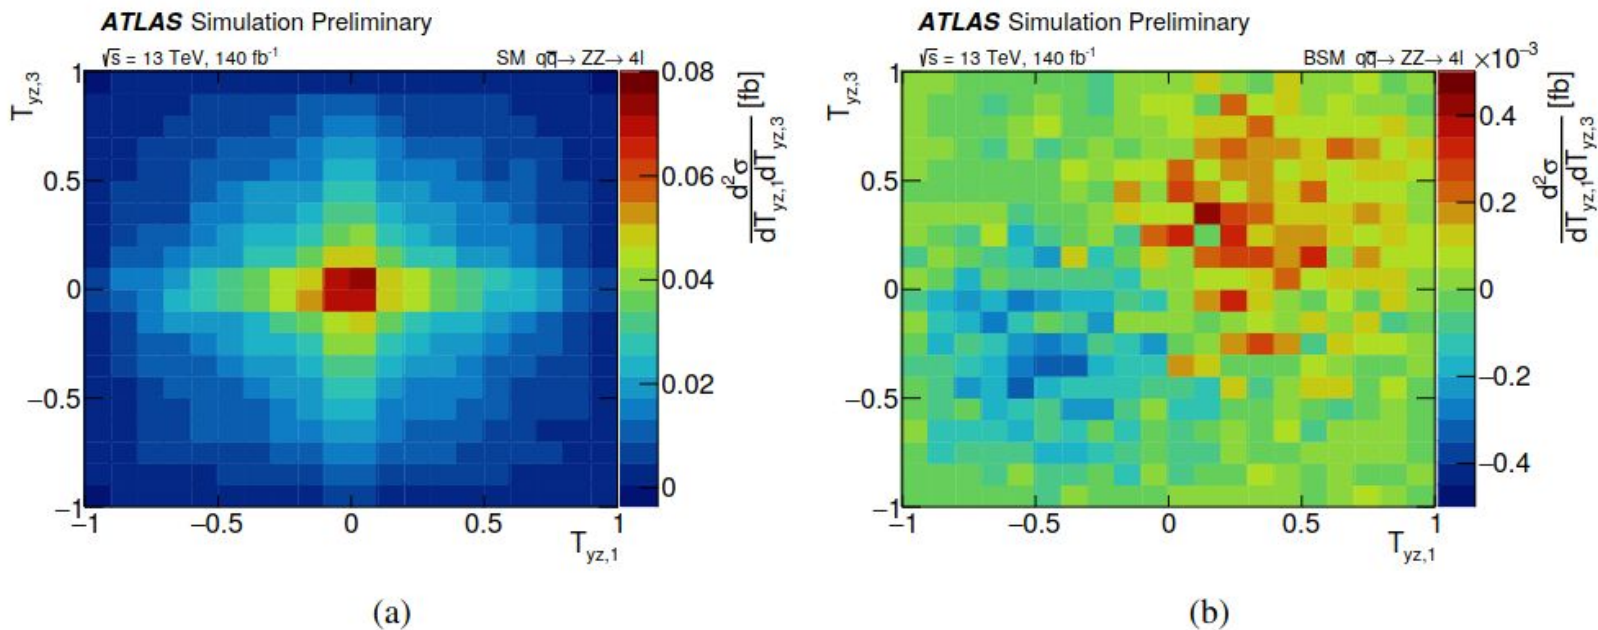 ATLAS Simulation Preliminary
√s = 13 TeV, 140 fb⁻¹
SM qq̅→ ZZ→ 4l
T_yz,3
1
0.5
0
−0.5
−1
−1
−0.5
0
0.5
1
T_yz,1
0.08
0.06
0.04
0.02
0
d²σ
dT_yz,1dT_yz,3
[fb]
(a)
ATLAS Simulation Preliminary
√s = 13 TeV, 140 fb⁻¹
BSM qq̅→ ZZ→ 4l
×10⁻³
T_yz,3
1
0.5
0
−0.5
−1
−1
−0.5
0
0.5
1
T_yz,1
0.4
0.2
0
−0.2
−0.4
d²σ
dT_yz,1dT_yz,3
[fb]
(b)